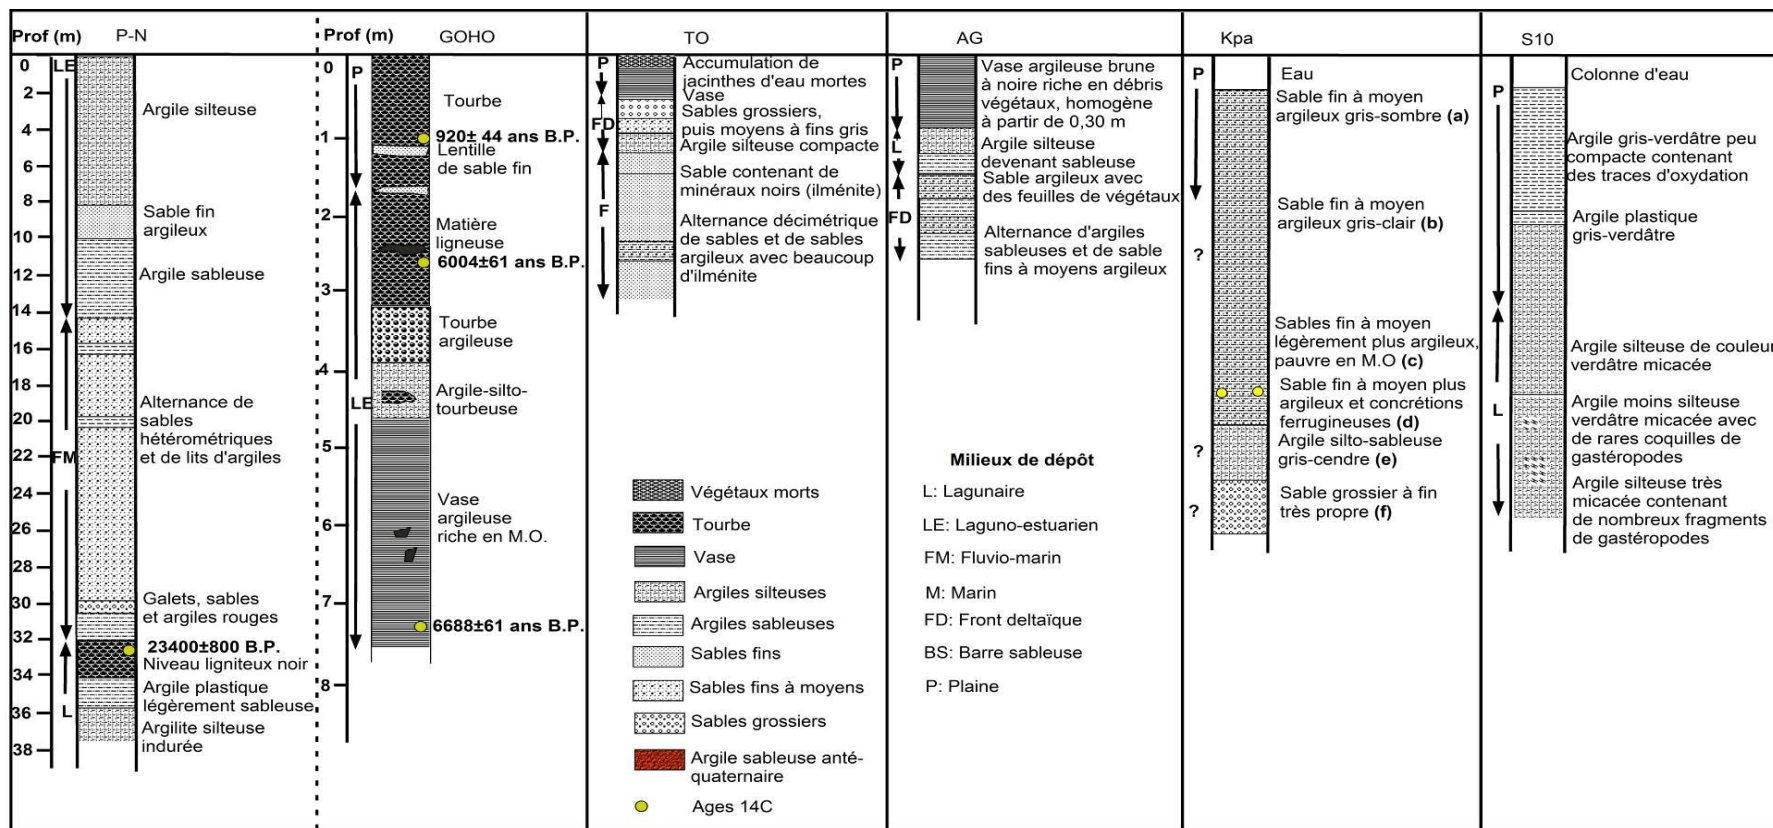 Prof (m)
P-N
0
2
4
6
8
10
12
14
16
18
20
22
24
26
28
30
32
34
36
38
LE
FM
L
Argile silteuse
Sable fin
argileux
Argile sableuse
Alternance de
sables
hétérométriques
et de lits d'argiles
Galets, sables
et argiles rouges
23400±800 B.P.
Niveau ligniteux noir
Argile plastique
légèrement sableuse
Argilite silteuse
indurée
Prof (m)
GOHO
0
1
2
3
4
5
6
7
8
P
LE
Tourbe
920± 44 ans B.P.
Lentille
de sable fin
Matière
ligneuse
6004±61 ans B.P.
Tourbe
argileuse
Argile-silto-
tourbeuse
Vase
argileuse
riche en M.O.
6688±61 ans B.P.
TO
P
FD
F
Accumulation de
jacinthes d'eau mortes
Vase
Sables grossiers,
puis moyens à fins gris
Argile silteuse compacte
Sable contenant de
minéraux noirs (ilménite)
Alternance décimétrique
de sables et de sables
argileux avec beaucoup
d'ilménite
AG
P
L
FD
Vase argileuse brune
à noire riche en débris
végétaux, homogène
à partir de 0,30 m
Argile silteuse
devenant sableuse
Sable argileux avec
des feuilles de végétaux
Alternance d'argiles
sableuses et de sable
fins à moyens argileux
Kpa
P
?
?
?
Eau
Sable fin à moyen
argileux gris-sombre (a)
Sable fin à moyen
argileux gris-clair (b)
Sables fin à moyen
légèrement plus argileux,
pauvre en M.O (c)
Sable fin à moyen plus
argileux et concrétions
ferrugineuses (d)
Argile silto-sableuse
gris-cendre (e)
Sable grossier à fin
très propre (f)
S10
P
L
Colonne d'eau
Argile gris-verdâtre peu
compacte contenant
des traces d'oxydation
Argile plastique
gris-verdâtre
Argile silteuse de couleur
verdâtre micacée
Argile moins silteuse
verdâtre micacée avec
de rares coquilles de
gastéropodes
Argile silteuse très
micacée contenant
de nombreux fragments
de gastéropodes
Végétaux morts
Tourbe
Vase
Argiles silteuses
Argiles sableuses
Sables fins
Sables fins à moyens
Sables grossiers
Argile sableuse anté-
quaternaire
Ages 14C
Milieux de dépôt
L: Lagunaire
LE: Laguno-estuarien
FM: Fluvio-marin
M: Marin
FD: Front deltaïque
BS: Barre sableuse
P: Plaine